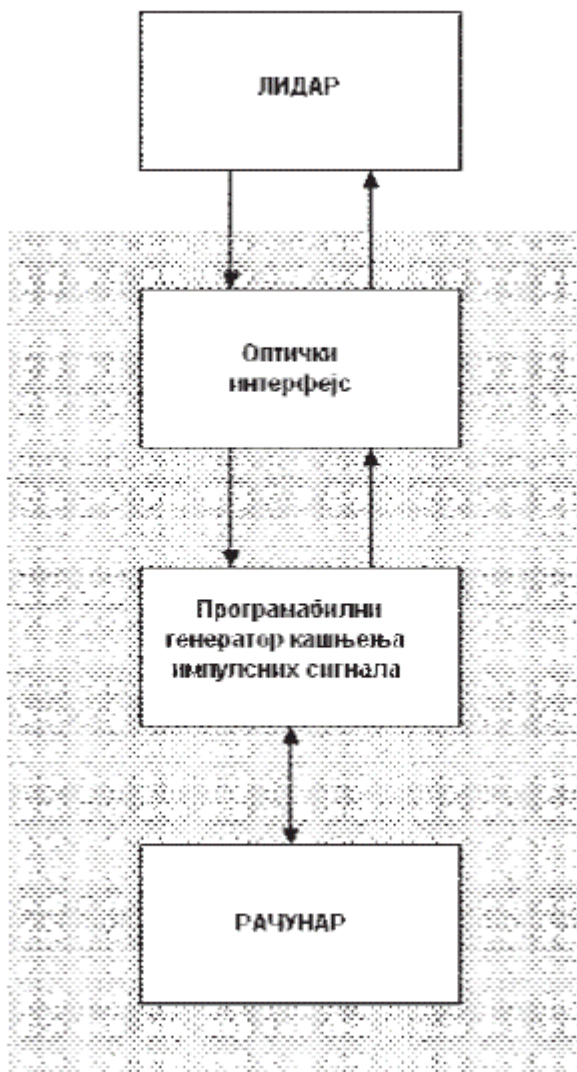 ЛИДАР
Оптички
интерфејс
Програмабилни
генератор кашњења
импулсних сигнала
РАЧУНАР